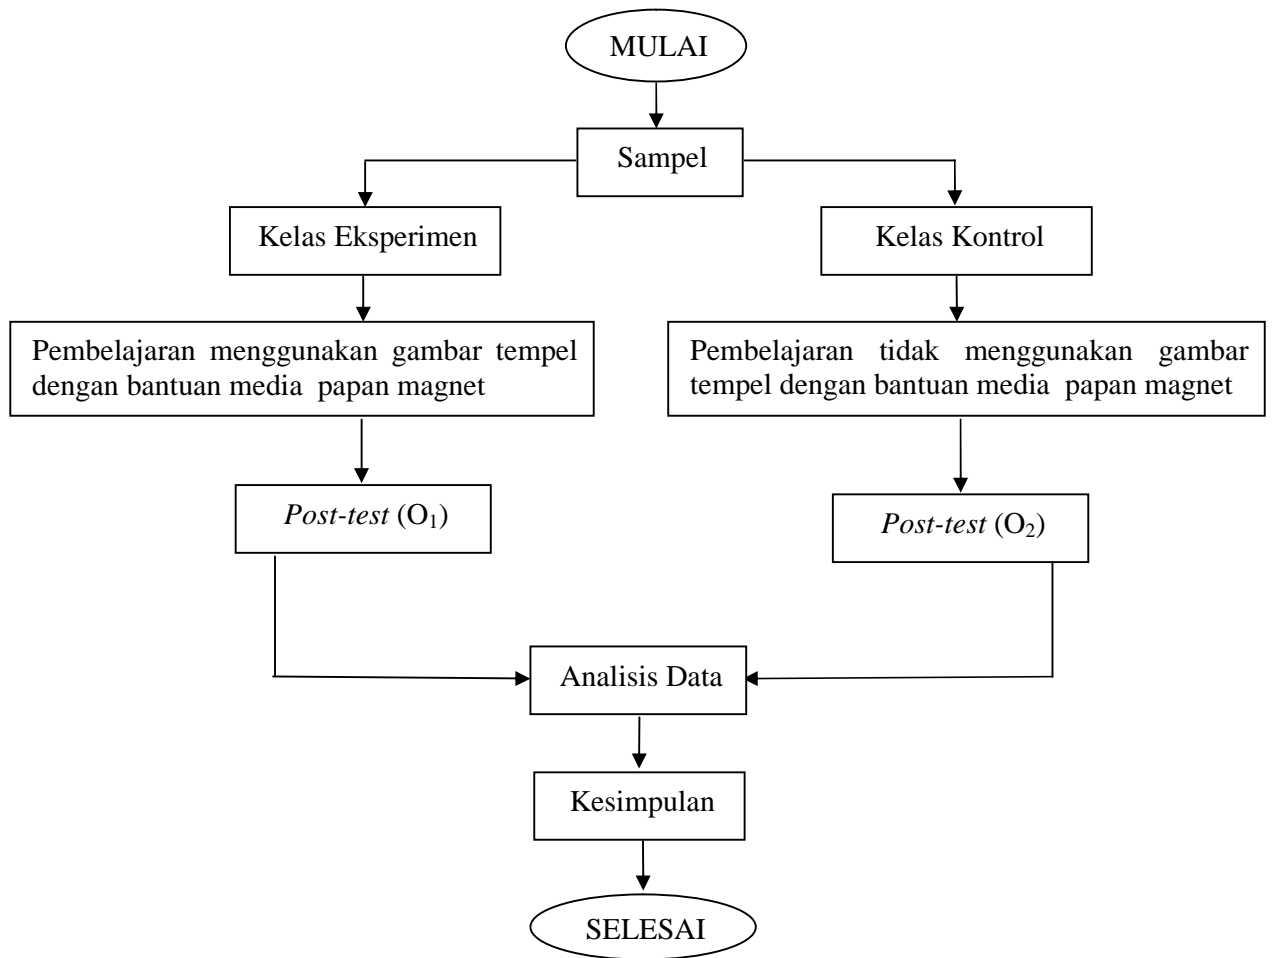 MULAI
Sampel
Kelas Eksperimen
Kelas Kontrol
Pembelajaran menggunakan gambar tempel
dengan bantuan media papan magnet
Pembelajaran tidak menggunakan gambar
tempel dengan bantuan media papan magnet
Post-test (O₁)
Post-test (O₂)
Analisis Data
Kesimpulan
SELESAI